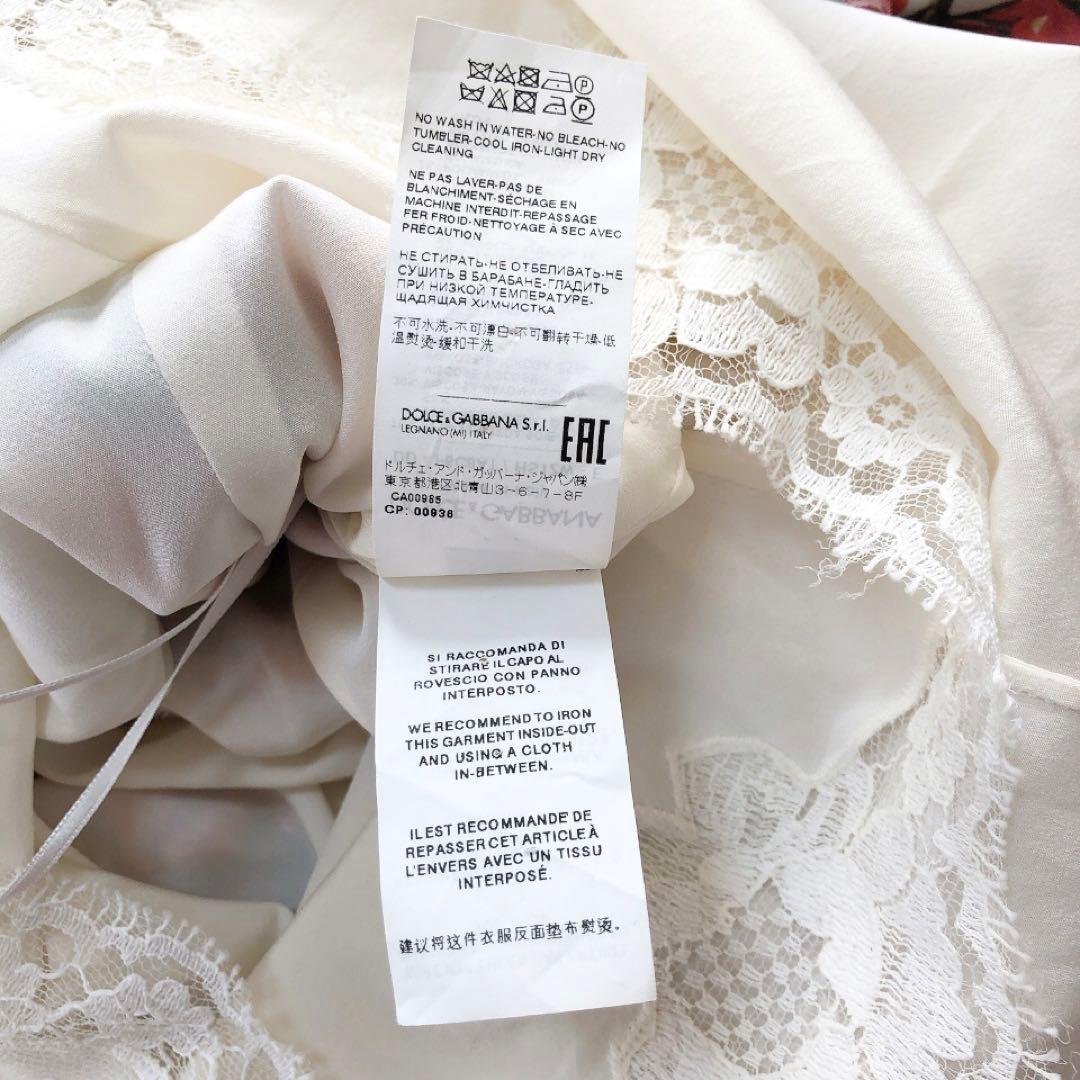 NO WASH IN WATER-NO BLEACH-NO
TUMBLER-COOL IRON-LIGHT DRY
CLEANING
NE PAS LAVER-PAS DE
BLANCHIMENT-SÉCHAGE EN
MACHINE INTERDIT-REPASSAGE
FER FROID-NETTOYAGE À SEC AVEC
PRÉCAUTION
НЕ СТИРАТЬ-НЕ ОТБЕЛИВАТЬ-НЕ
СУШИТЬ В БАРАБАНЕ-ГЛАДИТЬ
ПРИ НИЗКОЙ ТЕМПЕРАТУРЕ-
ЩАДЯЩАЯ ХИМЧИСТКА
不可水洗-不可漂白-不可翻转干燥-低
温熨烫-缓和干洗
DOLCE & GABBANA S.r.l.
LEGNANO (MI) ITALY
EAC
ドルチェ・アンド・ガッバーナ・ジャパン㈱
東京都港区北青山3-6-7-8F
CA00985
CP: 00936
SI RACCOMANDA DI
STIRARE IL CAPO AL
ROVESCIO CON PANNO
INTERPOSTO.
WE RECOMMEND TO IRON
THIS GARMENT INSIDE-OUT
AND USING A CLOTH
IN-BETWEEN.
IL EST RECOMMANDÉ DE
REPASSER CET ARTICLE À
L'ENVERS AVEC UN TISSU
INTERPOSÉ.
建议将这件衣服反面垫布熨烫。